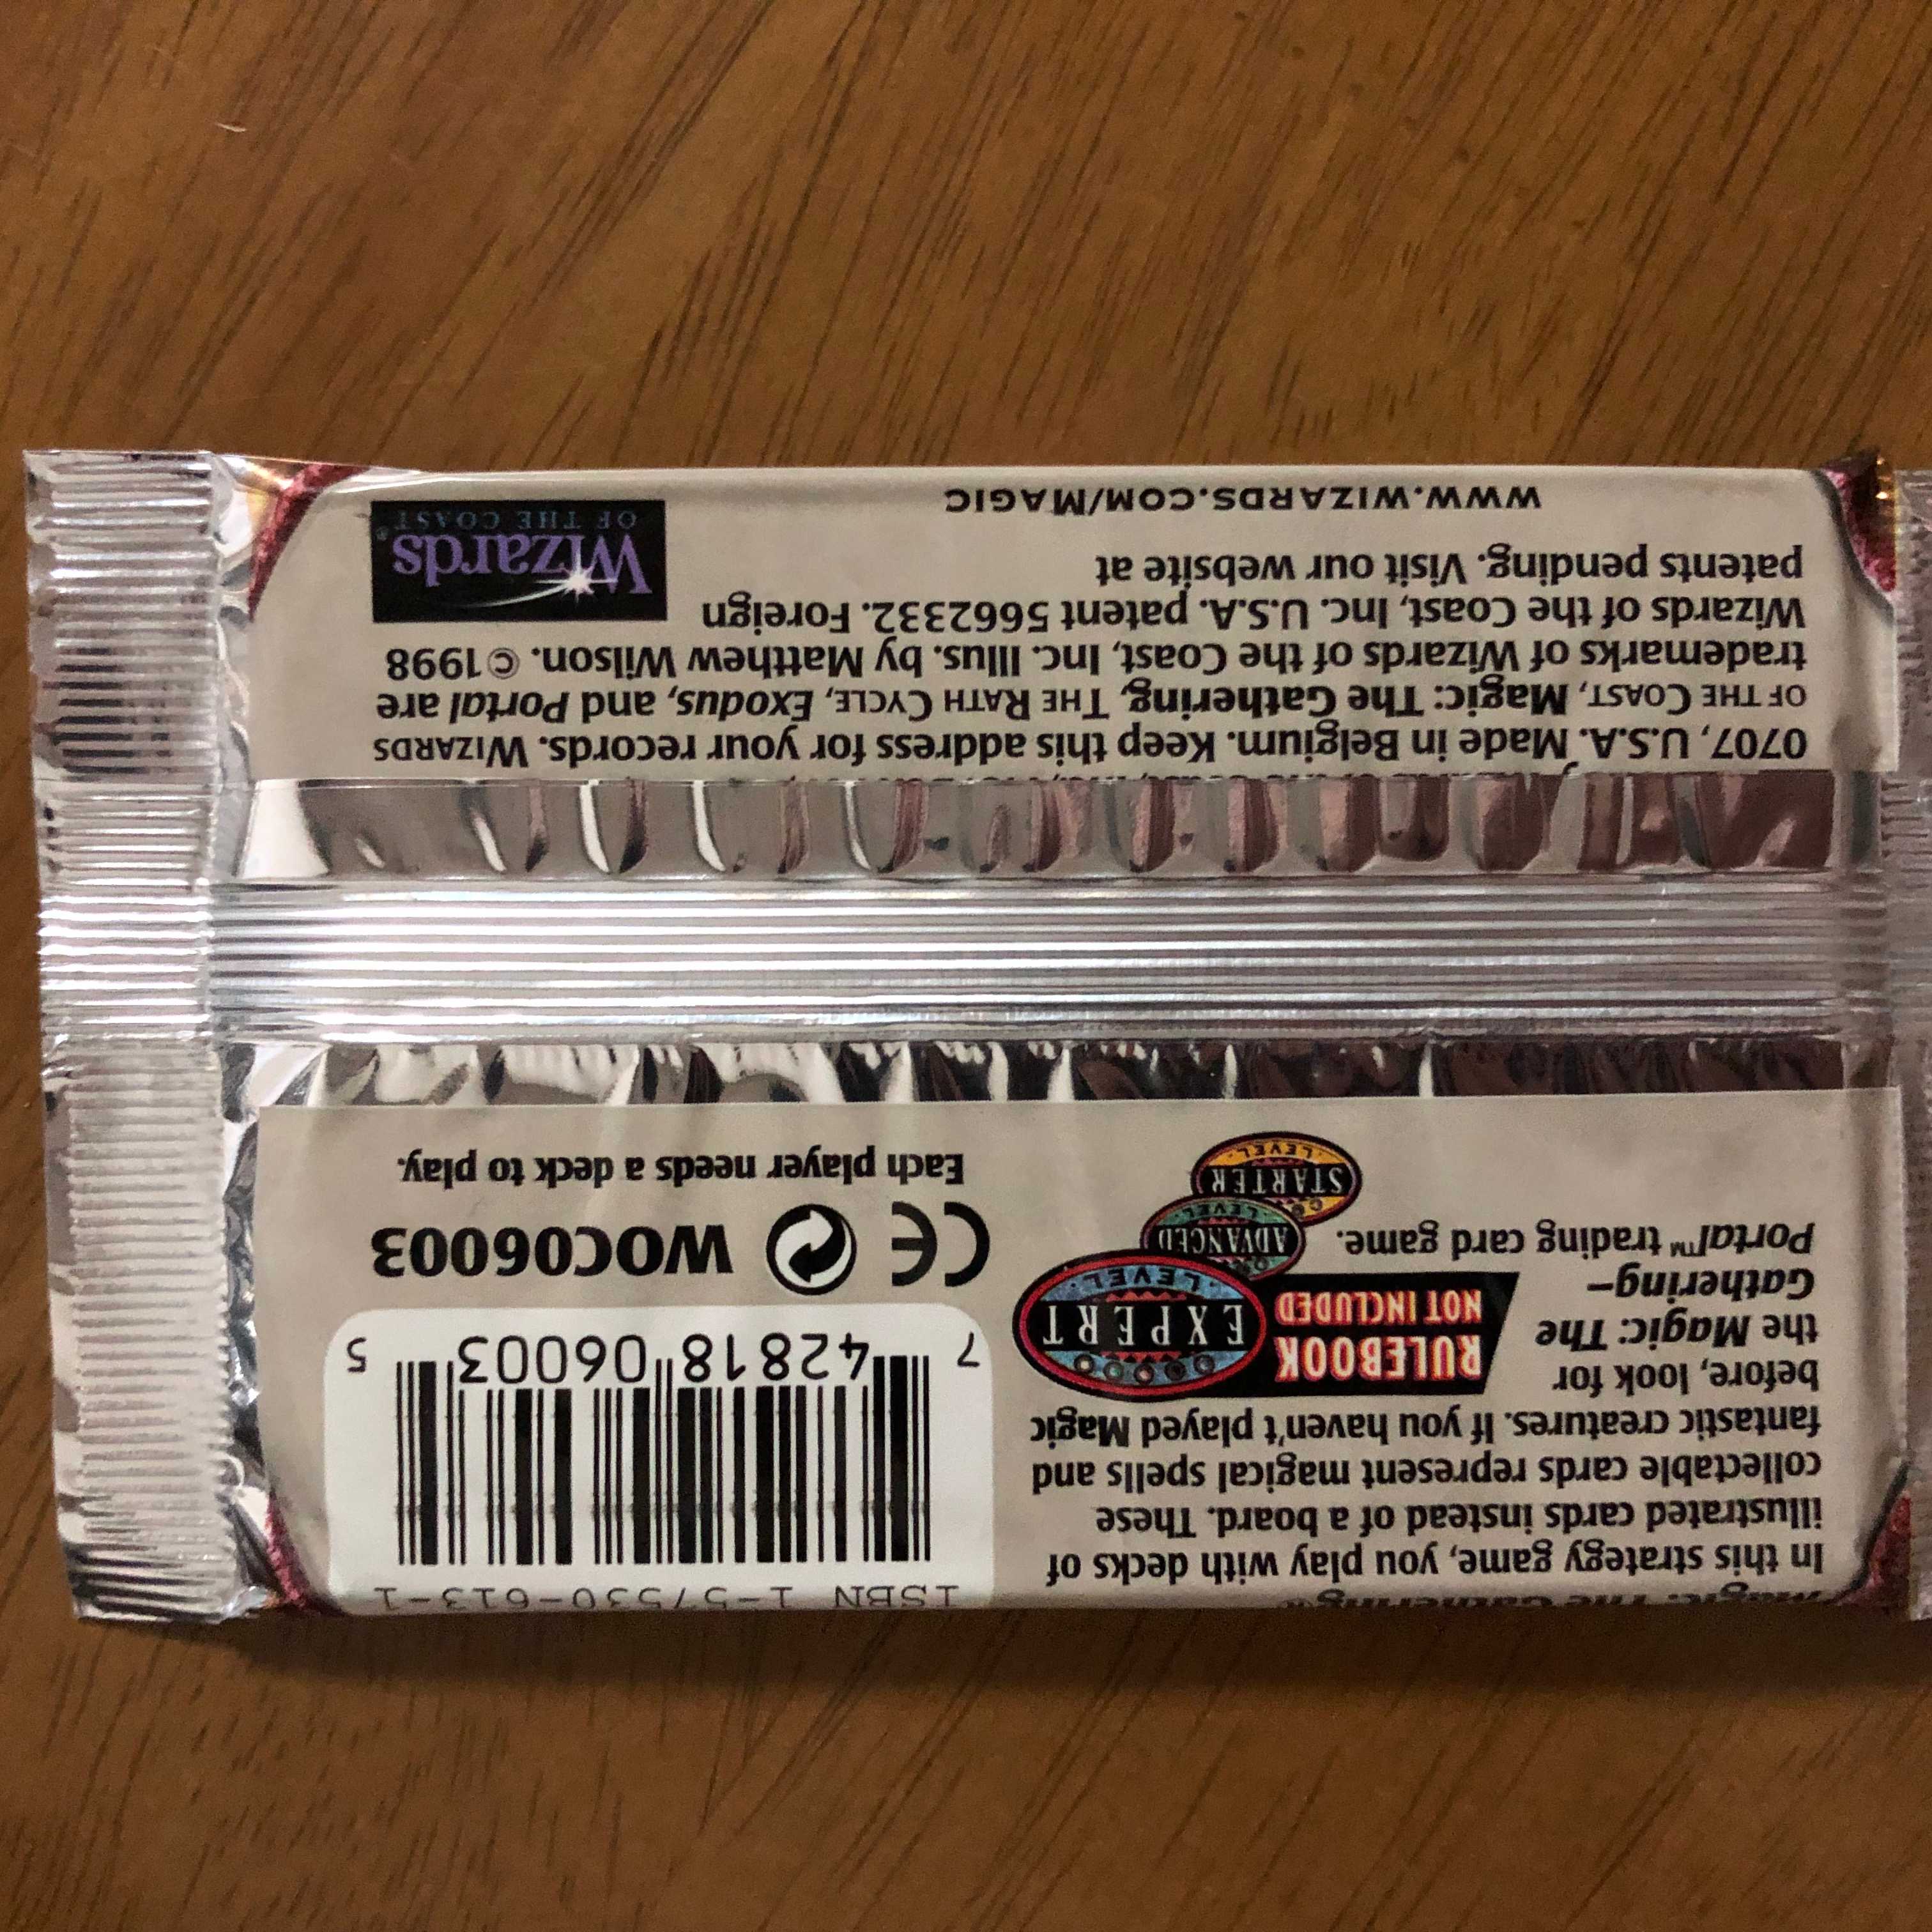 Magic: The Gathering®
In this strategy game, you play with decks of
illustrated cards instead of a board. These
collectable cards represent magical spells and
fantastic creatures. If you haven't played Magic
before, look for
the Magic: The
Gathering–
Portal™ trading card game.
RULEBOOK
NOT INCLUDED
EXPERT
LEVEL
ADVANCED
LEVEL
STARTER
LEVEL
ISBN 1-57530-613-1
7 42818 06003 5
CE WOC06003
Each player needs a deck to play.
0707, U.S.A. Made in Belgium. Keep this address for your records. WIZARDS
OF THE COAST, Magic: The Gathering, THE RATH CYCLE, Exodus, and Portal are
trademarks of Wizards of the Coast, Inc. Illus. by Matthew Wilson. ©1998
Wizards of the Coast, Inc. U.S.A. patent 5662332. Foreign
patents pending. Visit our website at
WWW.WIZARDS.COM/MAGIC
Wizards
OF THE COAST®